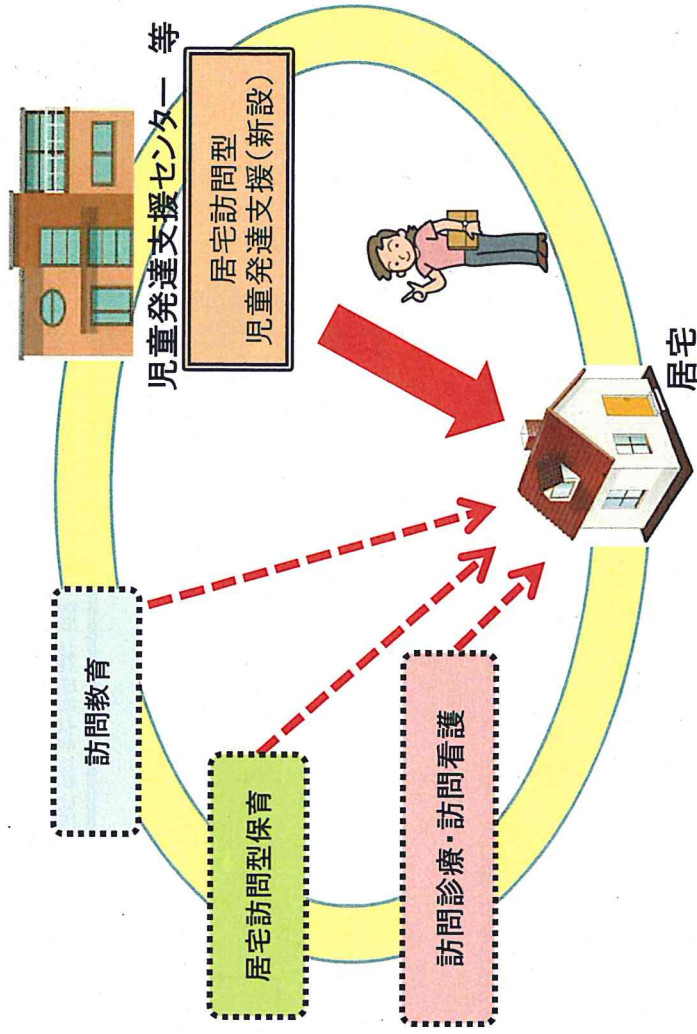 児童発達支援センター 等
居宅訪問型
児童発達支援(新設)
訪問教育
居宅訪問型保育
訪問診療・訪問看護
居宅